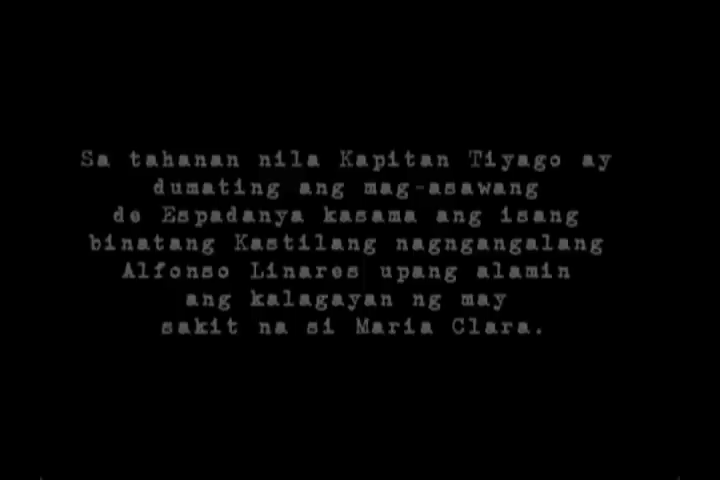 Sa tahanan nila Kapitan Tiyago ay
dumating ang mag-asawang
de Espadanya kasama ang isang
binatang Kastilang nagngangalang
Alfonso Linares upang alamin
ang kalagayan ng may
sakit na si Maria Clara.